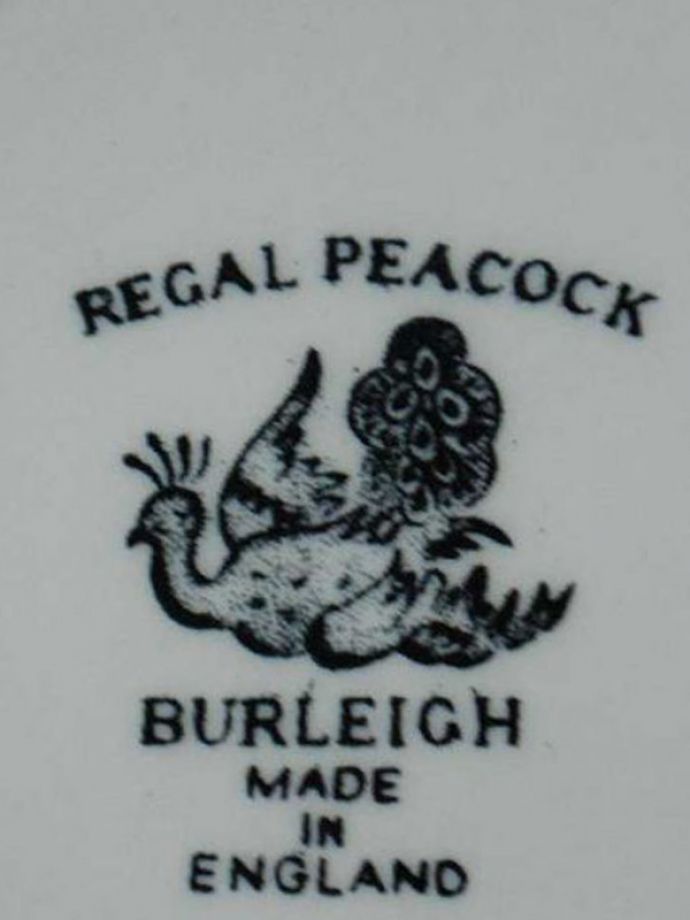 REGAL PEACOCK
BURLEIGH
MADE
IN
ENGLAND